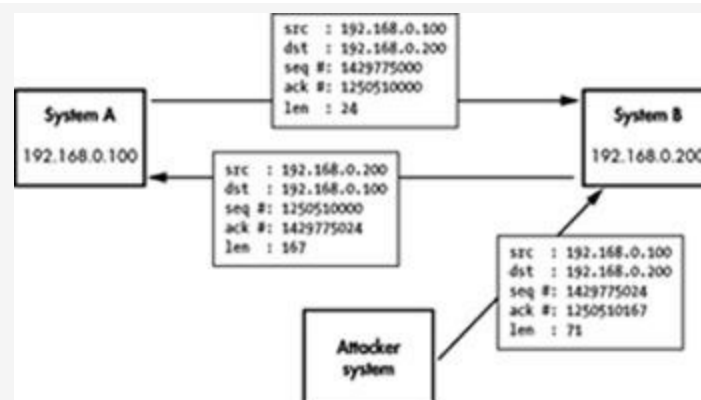 src : 192.168.0.100
dst : 192.168.0.200
seq #: 1429775000
ack #: 1250510000
len : 24
System A
192.168.0.100
System B
192.168.0.200
src : 192.168.0.200
dst : 192.168.0.100
seq #: 1250510000
ack #: 1429775024
len : 167
src : 192.168.0.100
dst : 192.168.0.200
seq #: 1429775024
ack #: 1250510167
len : 71
Attacker
system